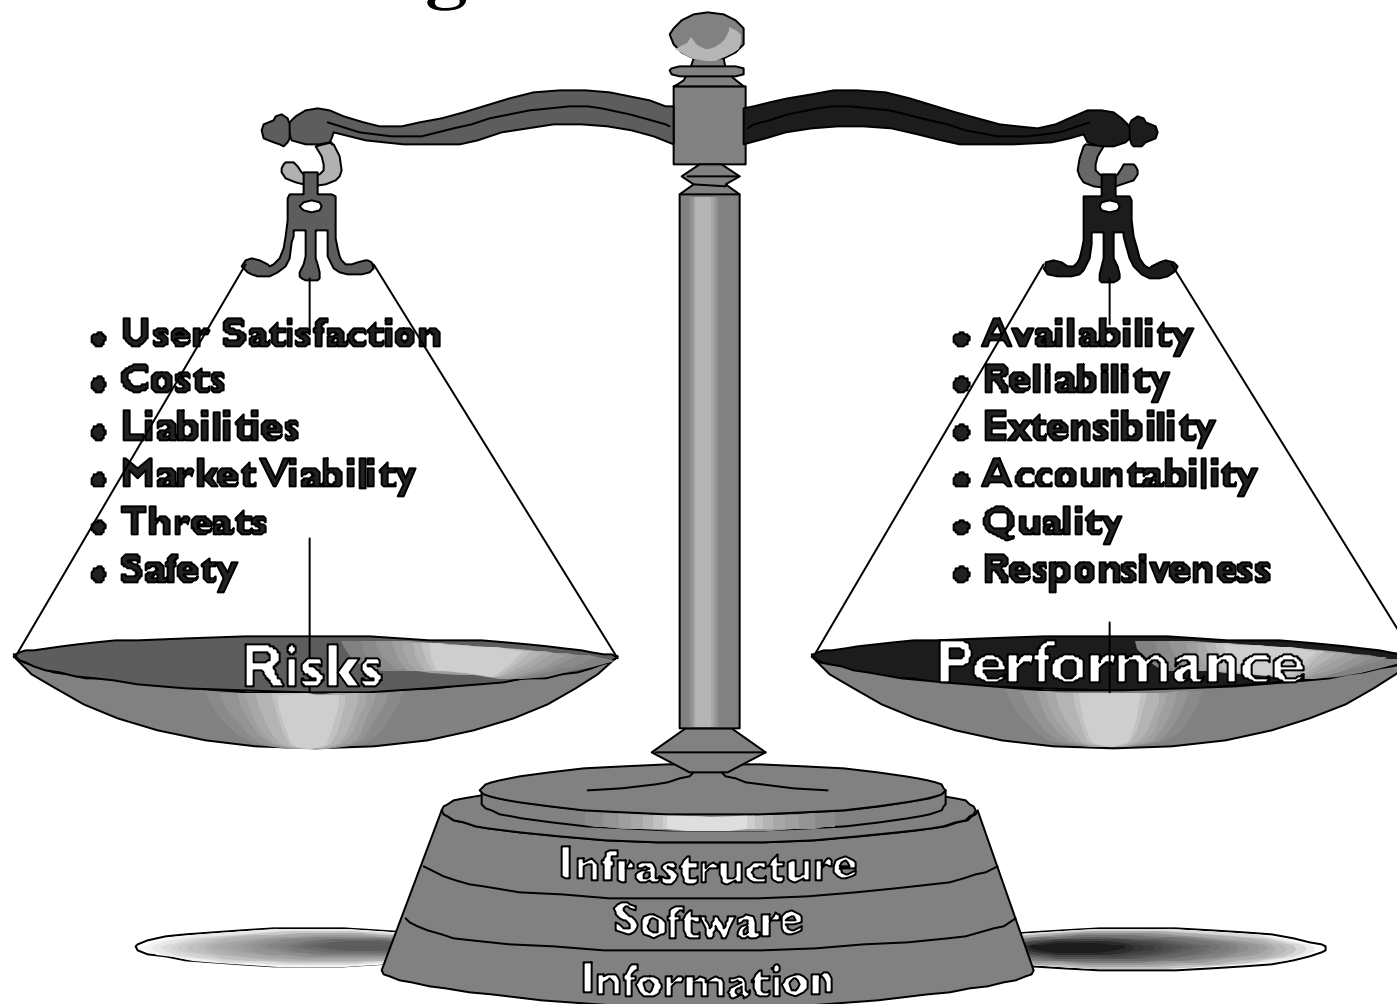 • User Satisfaction
• Costs
• Liabilities
• Market Viability
• Threats
• Safety
Risks
• Availability
• Reliability
• Extensibility
• Accountability
• Quality
• Responsiveness
Performance
Infrastructure
Software
Information